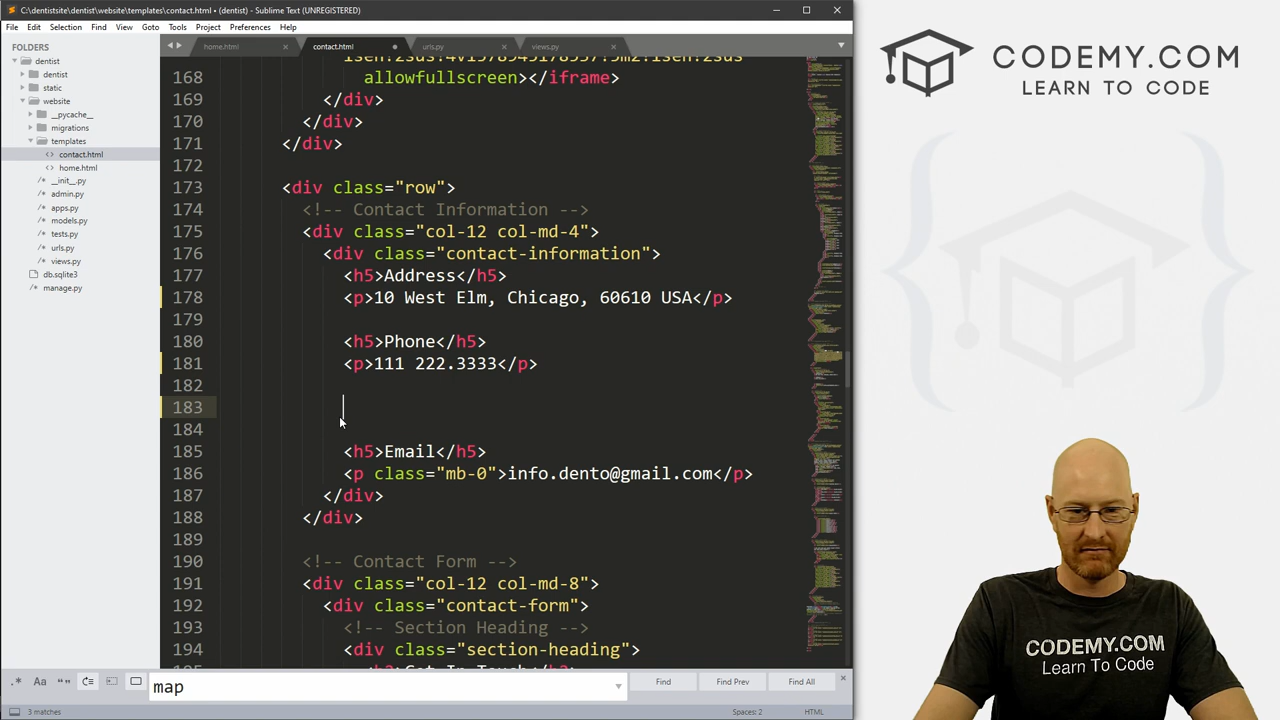 C:\dentistsite\dentist\website\templates\contact.html • (dentist) - Sublime Text (UNREGISTERED)
File Edit Selection Find View Goto Tools Project Preferences Help
FOLDERS
dentist
dentist
static
website
__pycache__
migrations
templates
contact.html
home.html
__init__.py
admin.py
apps.py
models.py
tests.py
urls.py
views.py
db.sqlite3
manage.py
home.html contact.html urls.py views.py
168 allowfullscreen></iframe>
169 </div>
170 </div>
171 </div>
172
173 <div class="row">
174 <!-- Contact Information -->
175 <div class="col-12 col-md-4">
176 <div class="contact-information">
177 <h5>Address</h5>
178 <p>10 West Elm, Chicago, 60610 USA</p>
179
180 <h5>Phone</h5>
181 <p>111 222.3333</p>
182
183
184
185 <h5>Email</h5>
186 <p class="mb-0">info.dento@gmail.com</p>
187 </div>
188 </div>
189
190 <!-- Contact Form -->
191 <div class="col-12 col-md-8">
192 <div class="contact-form">
193 <!-- Section Heading -->
194 <div class="section-heading">
map
Find Find Prev Find All
3 matches Spaces: 2 HTML
CODEMY.COM
LEARN TO CODE
CODEMY.COM
Learn To Code